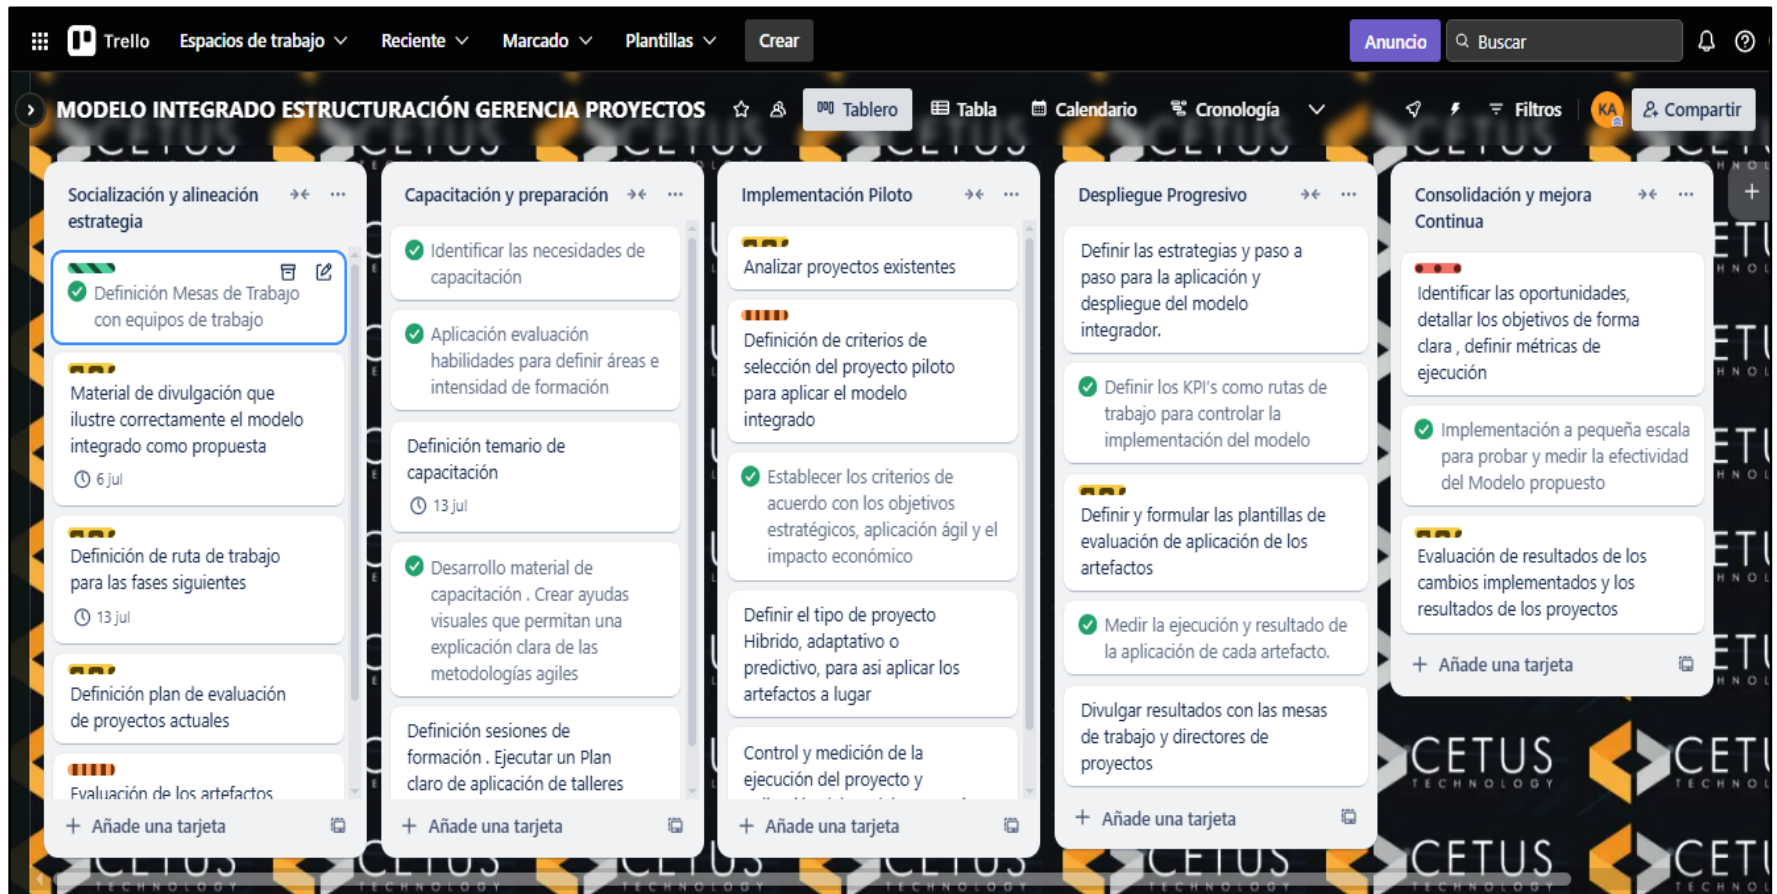 Trello
Espacios de trabajo
Reciente
Marcado
Plantillas
Crear
Anuncio
Buscar
MODELO INTEGRADO ESTRUCTURACIÓN GERENCIA PROYECTOS
Tablero
Tabla
Calendario
Cronología
Filtros
KA
Compartir
Socialización y alineación
estrategia
Definición Mesas de Trabajo
con equipos de trabajo
Material de divulgación que
ilustre correctamente el modelo
integrado como propuesta
6 jul
Definición de ruta de trabajo
para las fases siguientes
13 jul
Definición plan de evaluación
de proyectos actuales
Evaluación de los artefactos
+ Añade una tarjeta
Capacitación y preparación
Identificar las necesidades de
capacitación
Aplicación evaluación
habilidades para definir áreas e
intensidad de formación
Definición temario de
capacitación
13 jul
Desarrollo material de
capacitación . Crear ayudas
visuales que permitan una
explicación clara de las
metodologías agiles
Definición sesiones de
formación . Ejecutar un Plan
claro de aplicación de talleres
+ Añade una tarjeta
Implementación Piloto
Analizar proyectos existentes
Definición de criterios de
selección del proyecto piloto
para aplicar el modelo
integrado
Establecer los criterios de
acuerdo con los objetivos
estratégicos, aplicación ágil y el
impacto económico
Definir el tipo de proyecto
Hibrido, adaptativo o
predictivo, para asi aplicar los
artefactos a lugar
Control y medición de la
ejecución del proyecto y
+ Añade una tarjeta
Despliegue Progresivo
Definir las estrategias y paso a
paso para la aplicación y
despliegue del modelo
integrador.
Definir los KPI's como rutas de
trabajo para controlar la
implementación del modelo
Definir y formular las plantillas de
evaluación de aplicación de los
artefactos
Medir la ejecución y resultado de
la aplicación de cada artefacto.
Divulgar resultados con las mesas
de trabajo y directores de
proyectos
+ Añade una tarjeta
Consolidación y mejora
Continua
Identificar las oportunidades,
detallar los objetivos de forma
clara , definir métricas de
ejecución
Implementación a pequeña escala
para probar y medir la efectividad
del Modelo propuesto
Evaluación de resultados de los
cambios implementados y los
resultados de los proyectos
+ Añade una tarjeta
CETUS
TECHNOLOGY